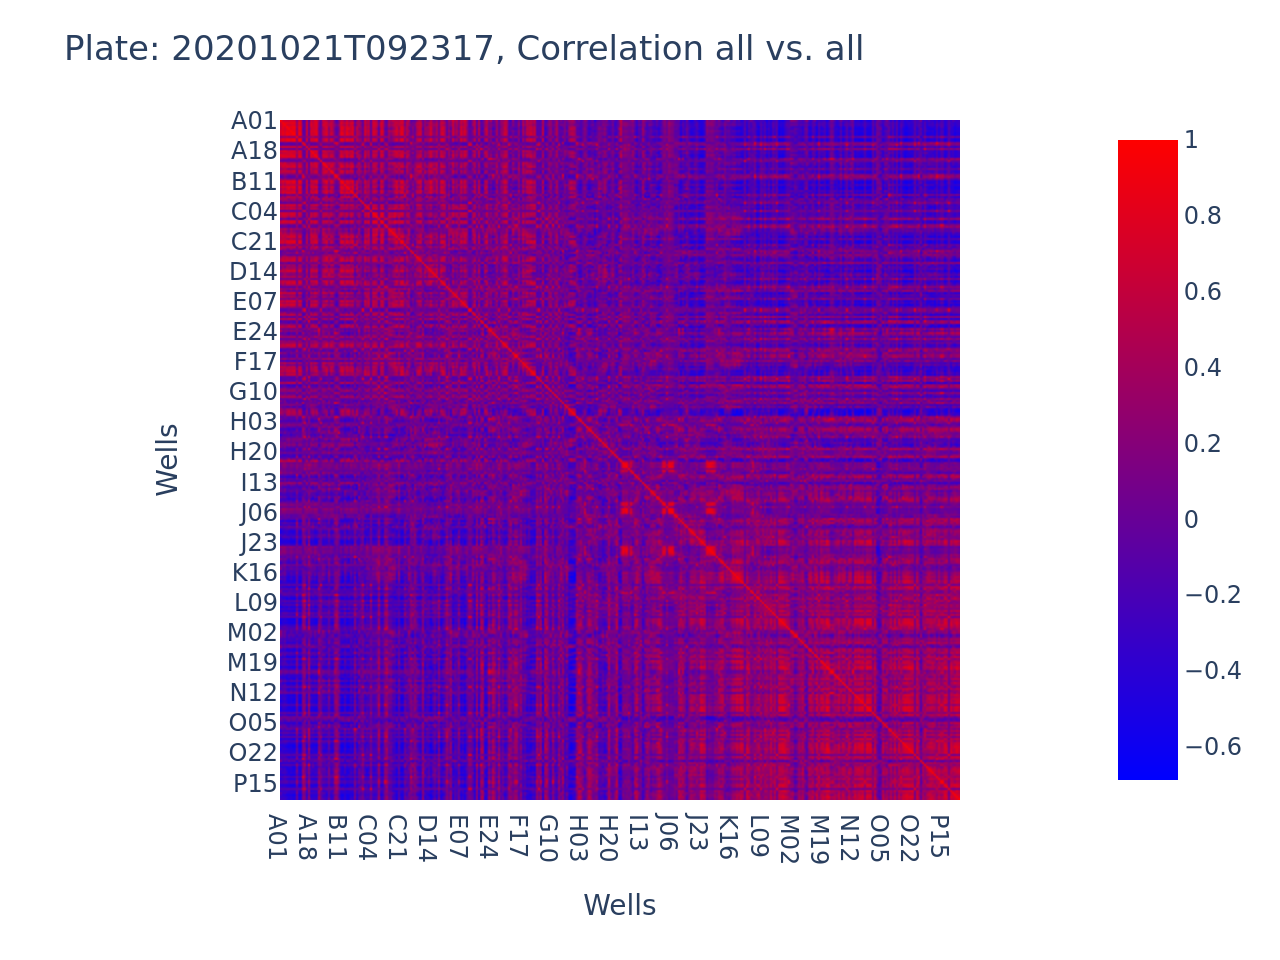 Plate: 20201021T092317, Correlation all vs. all
A01
A18
B11
C04
C21
D14
E07
E24
F17
G10
H03
H20
I13
J06
J23
K16
L09
M02
M19
N12
O05
O22
P15
Wells
A01
A18
B11
C04
C21
D14
E07
E24
F17
G10
H03
H20
I13
J06
J23
K16
L09
M02
M19
N12
O05
O22
P15
Wells
1
0.8
0.6
0.4
0.2
0
−0.2
−0.4
−0.6